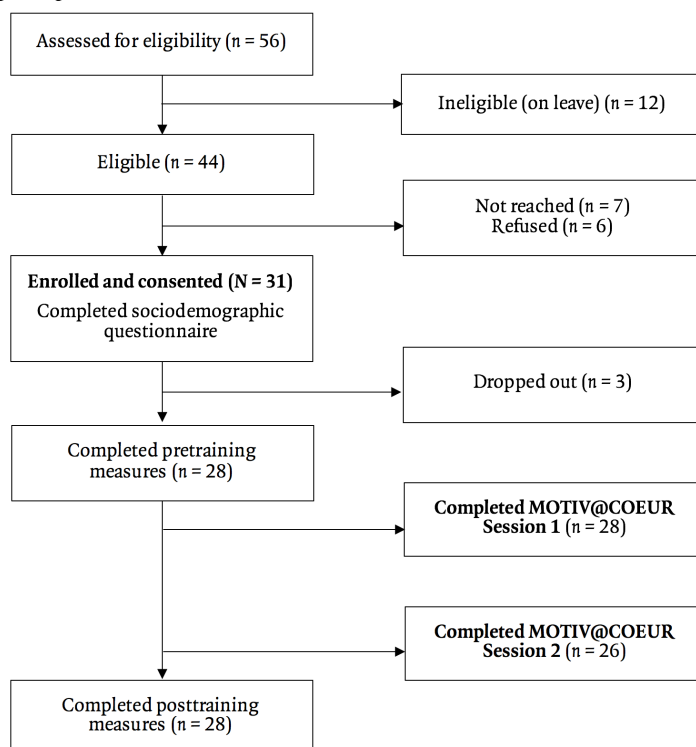 Assessed for eligibility (n = 56)
Ineligible (on leave) (n = 12)
Eligible (n = 44)
Not reached (n = 7)
Refused (n = 6)
Enrolled and consented (N = 31)
Completed sociodemographic
questionnaire
Dropped out (n = 3)
Completed pretraining
measures (n = 28)
Completed MOTIV@COEUR
Session 1 (n = 28)
Completed MOTIV@COEUR
Session 2 (n = 26)
Completed posttraining
measures (n = 28)